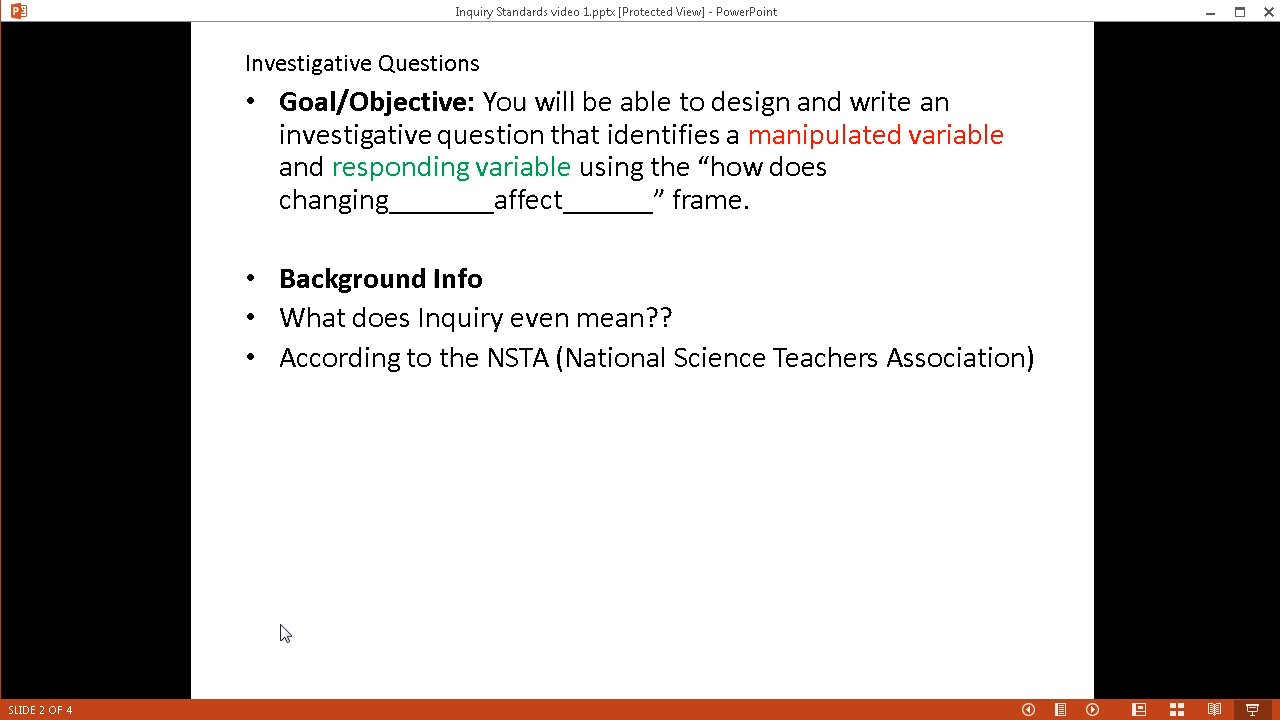 Inquiry Standards video 1.pptx [Protected View] - PowerPoint
Investigative Questions
• Goal/Objective: You will be able to design and write an
investigative question that identifies a manipulated variable
and responding variable using the “how does
changing________affect_______” frame.
• Background Info
• What does Inquiry even mean??
• According to the NSTA (National Science Teachers Association)
SLIDE 2 OF 4